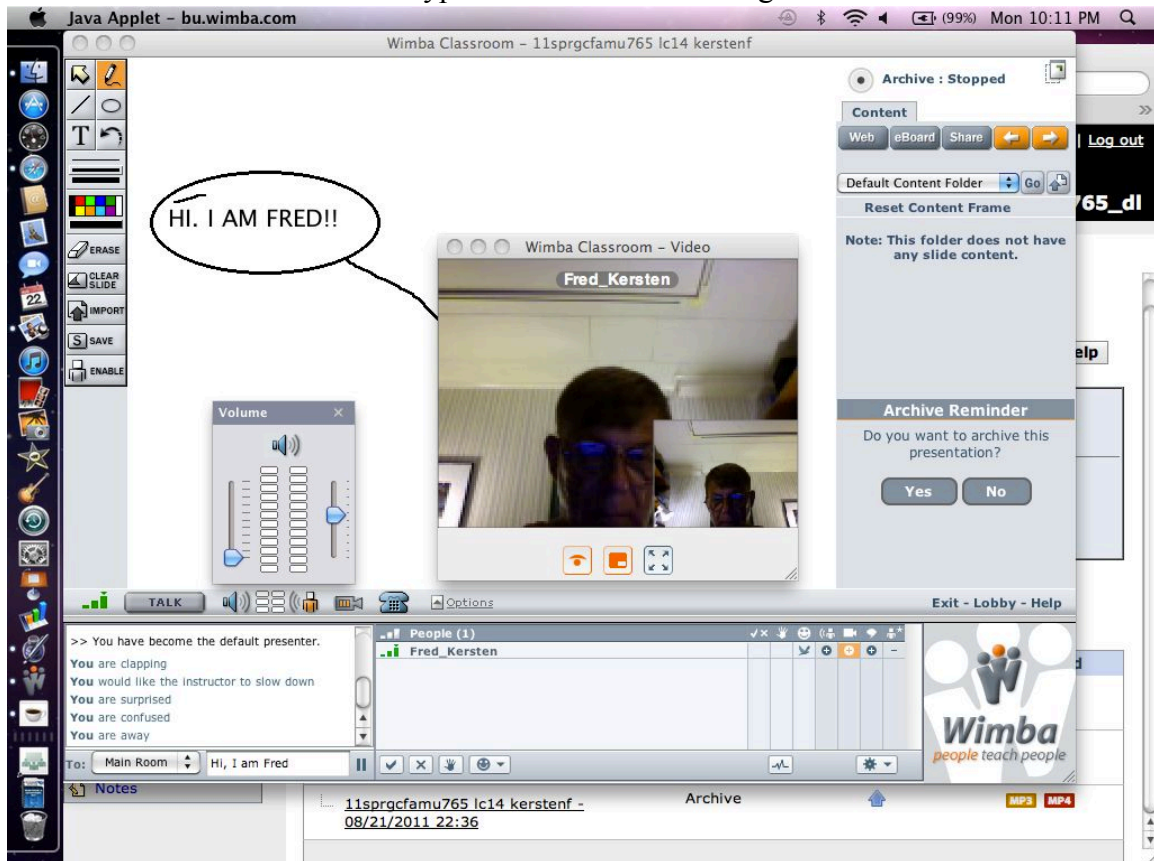 Java Applet – bu.wimba.com
(99%) Mon 10:11 PM
Wimba Classroom – 11sprgcfamu765 lc14 kerstenf
Archive : Stopped
Content
Web eBoard Share
Log out
Default Content Folder Go
765_dl
Reset Content Frame
Note: This folder does not have
any slide content.
T
HI. I AM FRED!!
ERASE
CLEAR
SLIDE
IMPORT
S SAVE
ENABLE
22
Wimba Classroom – Video
Fred_Kersten
elp
Volume
Archive Reminder
Do you want to archive this
presentation?
Yes No
TALK
Options
Exit - Lobby - Help
>> You have become the default presenter.
You are clapping
You would like the instructor to slow down
You are surprised
You are confused
You are away
To: Main Room Hi, I am Fred
People (1)
Fred_Kersten
Wimba
people teach people
d
Notes
11sprgcfamu765 lc14 kerstenf -
08/21/2011 22:36
Archive
MP3 MP4